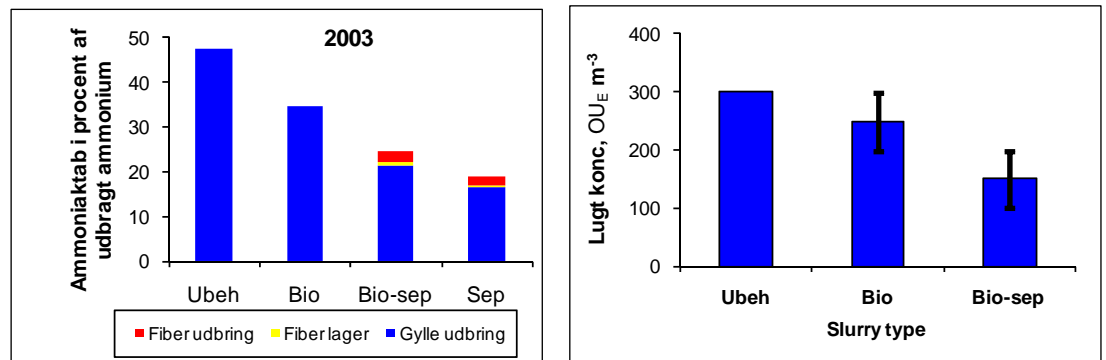 2003
Ammoniaktab i procent af
udbragt ammonium
50
40
30
20
10
0
Ubeh Bio Bio-sep Sep
Fiber udbring Fiber lager Gylle udbring
Lugt konc, OU_E m⁻³
400
300
200
100
0
Ubeh Bio Bio-sep
Slurry type